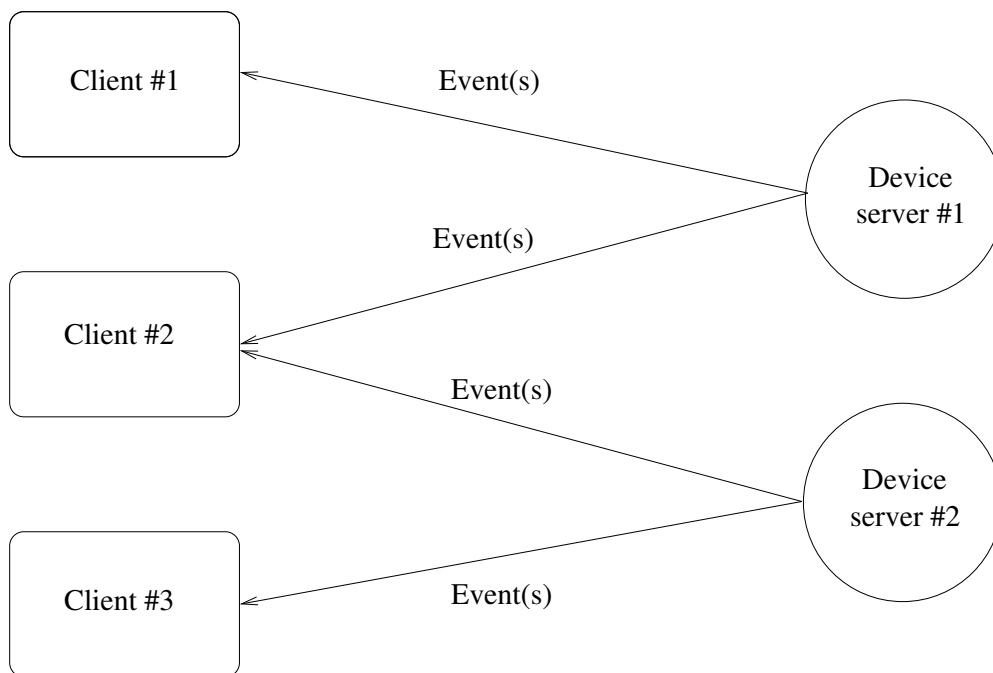 Client #1
Event(s)
Device
server #1
Event(s)
Client #2
Event(s)
Device
server #2
Client #3
Event(s)